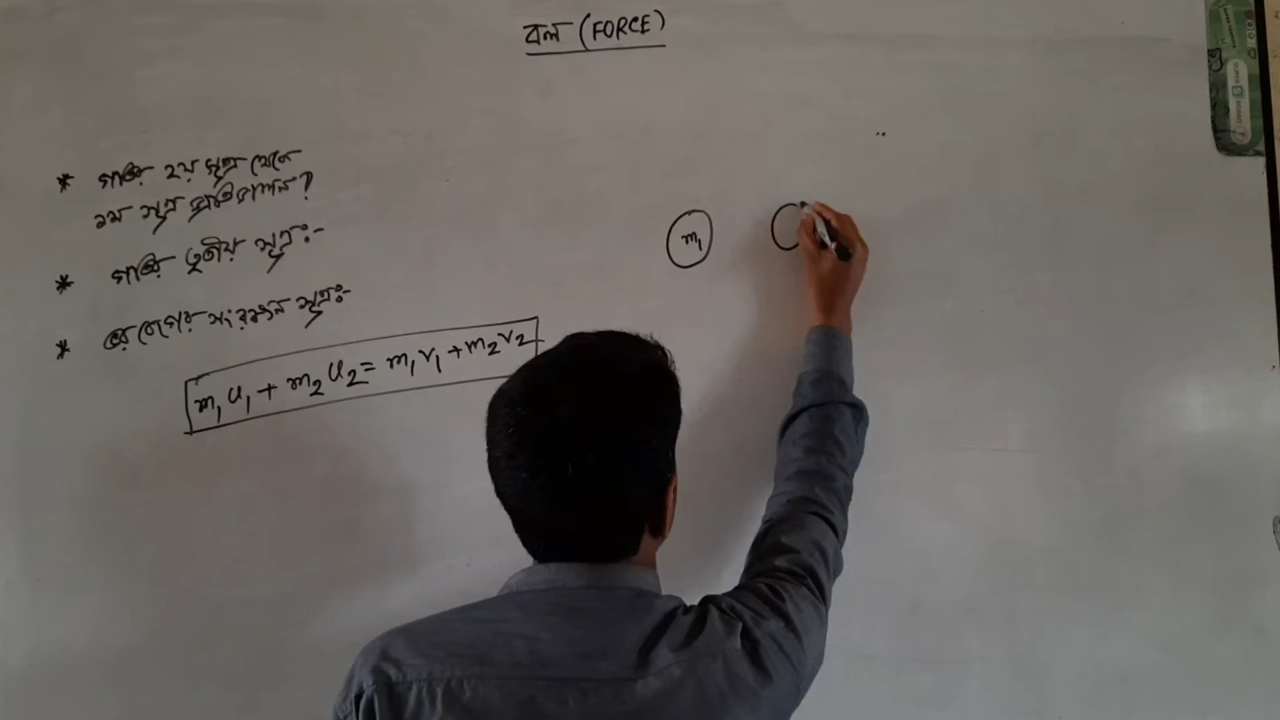 বল (FORCE)
* গতির ২য় সূত্র থেকে
১ম সূত্র প্রতিপাদন?
* গতির তৃতীয় সূত্রঃ-
* ভরবেগের সংরক্ষণ সূত্রঃ-
m₁u₁ + m₂u₂ = m₁v₁ + m₂v₂
m₁